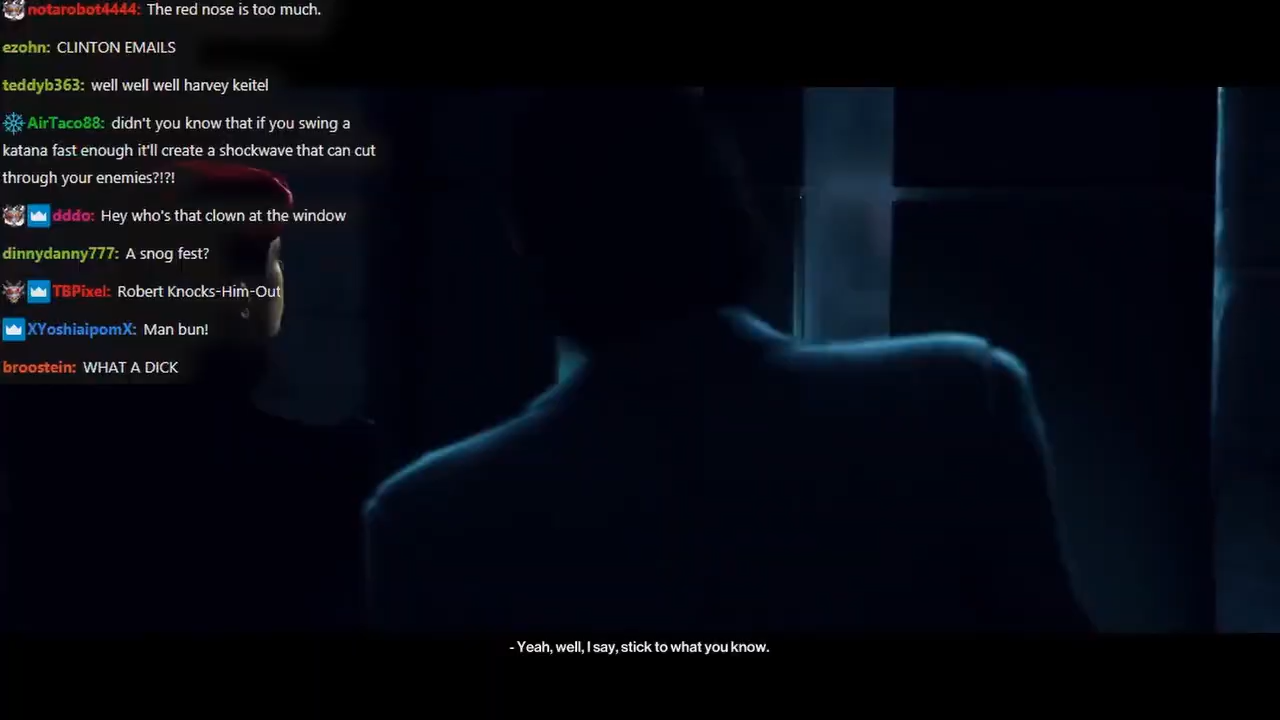 notarobot4444: The red nose is too much.
ezohn: CLINTON EMAILS
teddyb363: well well well harvey keitel
AirTaco88: didn't you know that if you swing a
katana fast enough it'll create a shockwave that can cut
through your enemies?!?!
dddo: Hey who's that clown at the window
dinnydanny777: A snog fest?
TBPixel: Robert Knocks-Him-Out
XYoshiaipomX: Man bun!
broostein: WHAT A DICK
- Yeah, well, I say, stick to what you know.